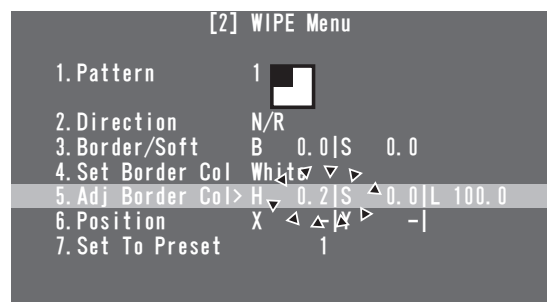 [2] WIPE Menu
1.Pattern 1
2.Direction N/R
3.Border/Soft B 0.0|S 0.0
4.Set Border Col White
5.Adj Border Col> H 0.2|S 0.0|L 100.0
6.Position X -|Y -|
7.Set To Preset 1